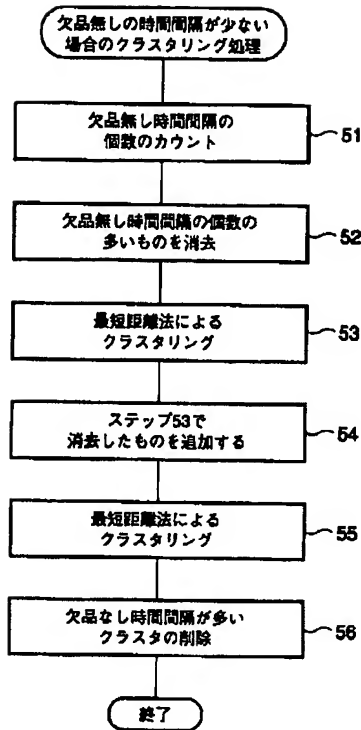 欠品無しの時間間隔が少ない
場合のクラスタリング処理
欠品無し時間間隔の
個数のカウント
51
欠品無し時間間隔の個数の
多いものを消去
52
最短距離法による
クラスタリング
53
ステップ53で
消去したものを追加する
54
最短距離法による
クラスタリング
55
欠品なし時間間隔が多い
クラスタの削除
56
終了